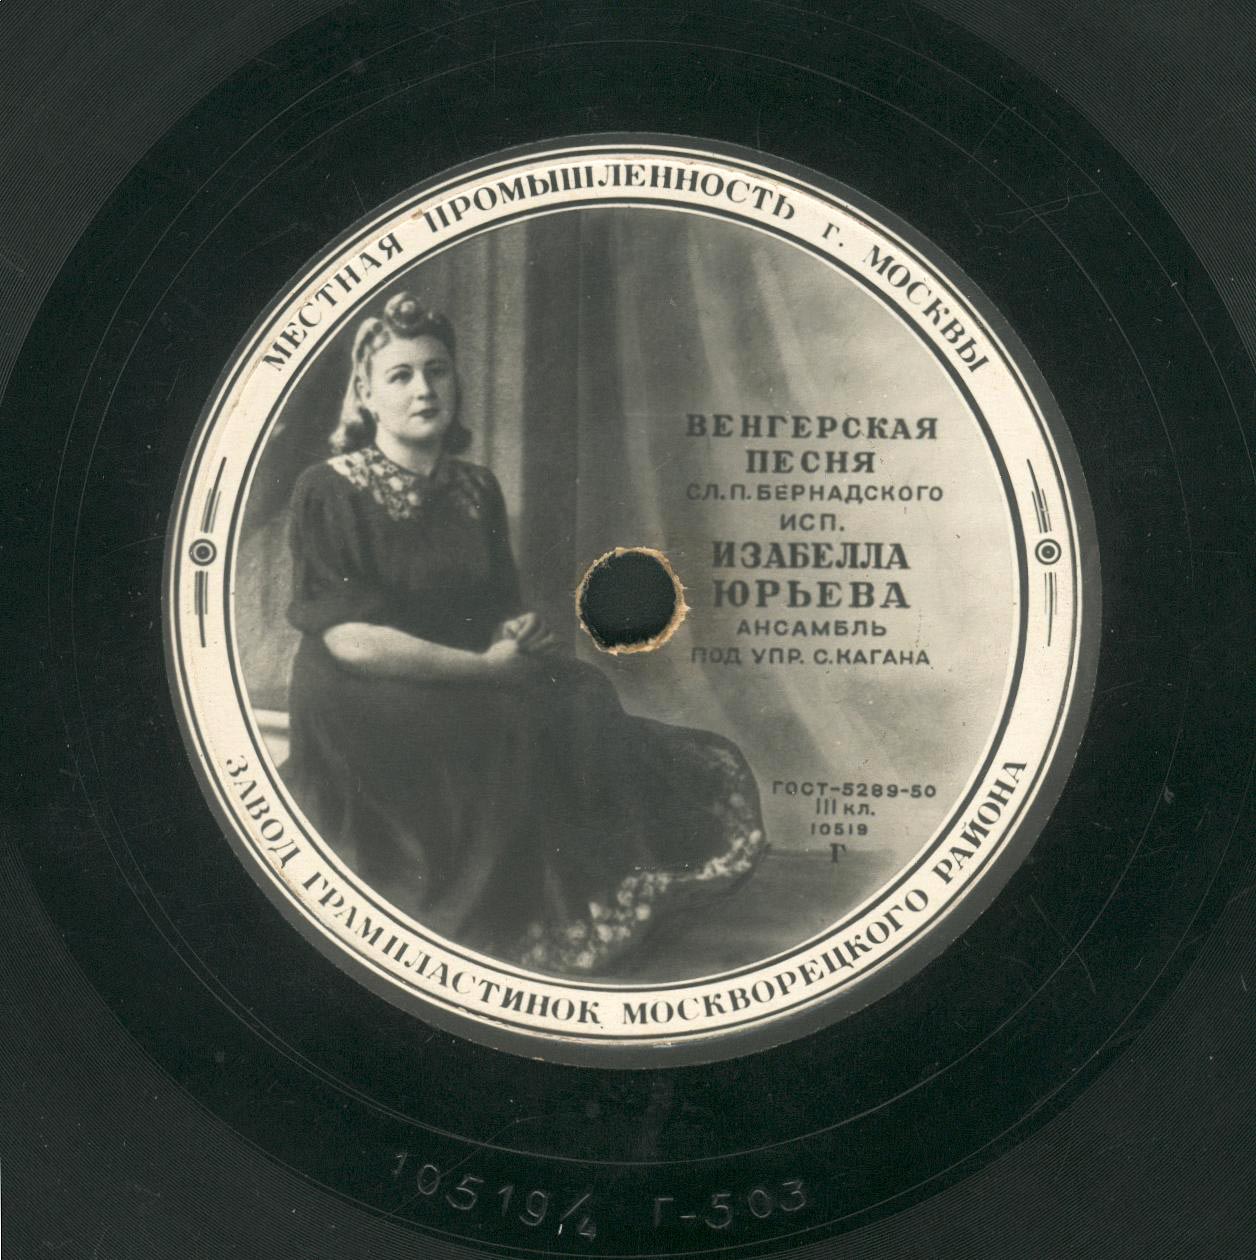 МЕСТНАЯ ПРОМЫШЛЕННОСТЬ г. МОСКВЫ
ВЕНГЕРСКАЯ
ПЕСНЯ
СЛ. П. БЕРНАДСКОГО
ИСП.
ИЗАБЕЛЛА
ЮРЬЕВА
АНСАМБЛЬ
ПОД УПР. С. КАГАНА
ГОСТ-5289-50
III кл.
10519
Г
ЗАВОД ГРАМПЛАСТИНОК МОСКВОРЕЦКОГО РАЙОНА
10519/4 Г-503